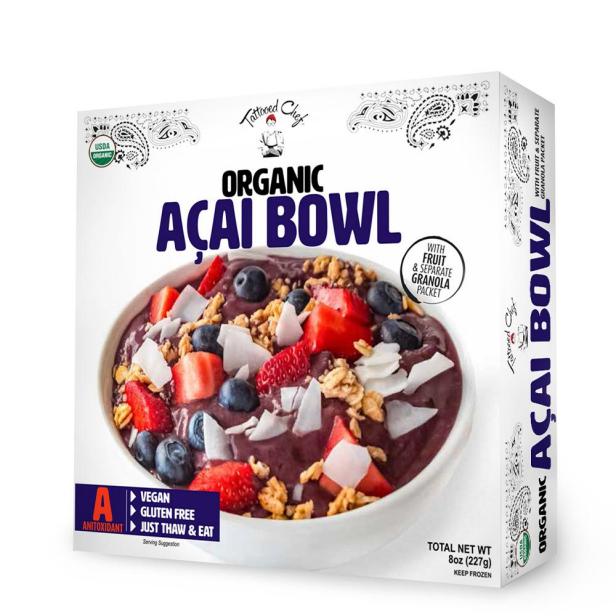 Tattooed Chef
USDA
ORGANIC
ORGANIC
AÇAI BOWL
WITH
FRUIT
& SEPARATE
GRANOLA
PACKET
A
ANITOXIDANT
VEGAN
GLUTEN FREE
JUST THAW & EAT
Serving Suggestion
TOTAL NET WT
8oz (227g)
KEEP FROZEN
ORGANIC AÇAI BOWL
WITH FRUIT & SEPARATE
GRANOLA PACKET
Tattooed Chef